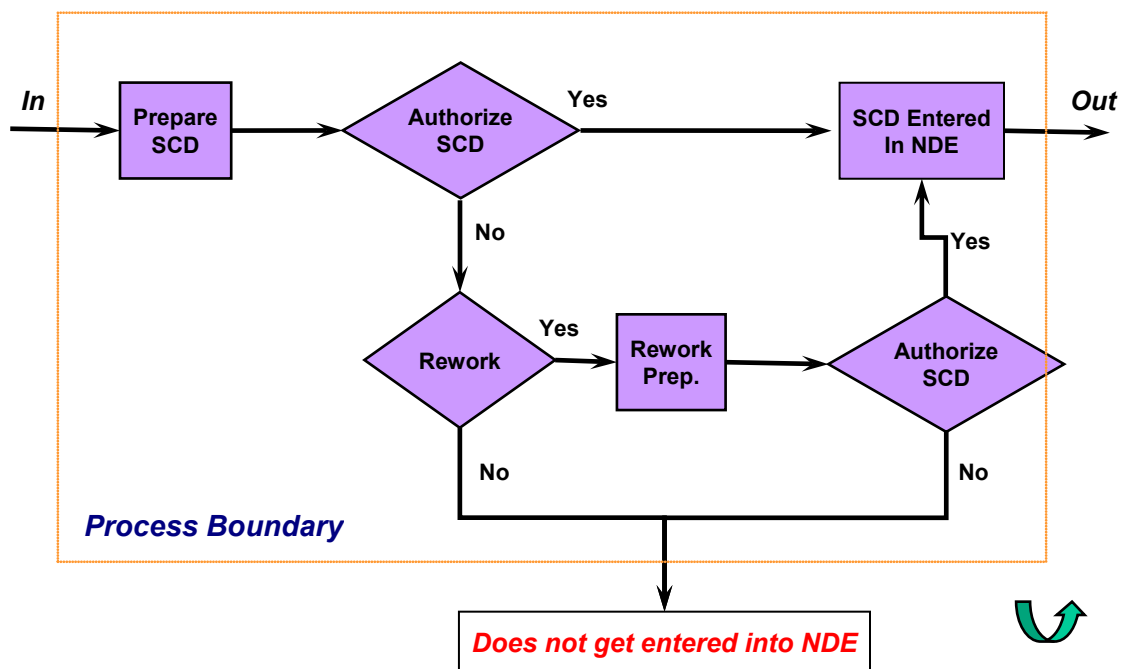 In
Prepare
SCD
Authorize
SCD
Yes
SCD Entered
In NDE
Out
No
Yes
Rework
Yes
Rework
Prep.
Authorize
SCD
No
No
Process Boundary
Does not get entered into NDE